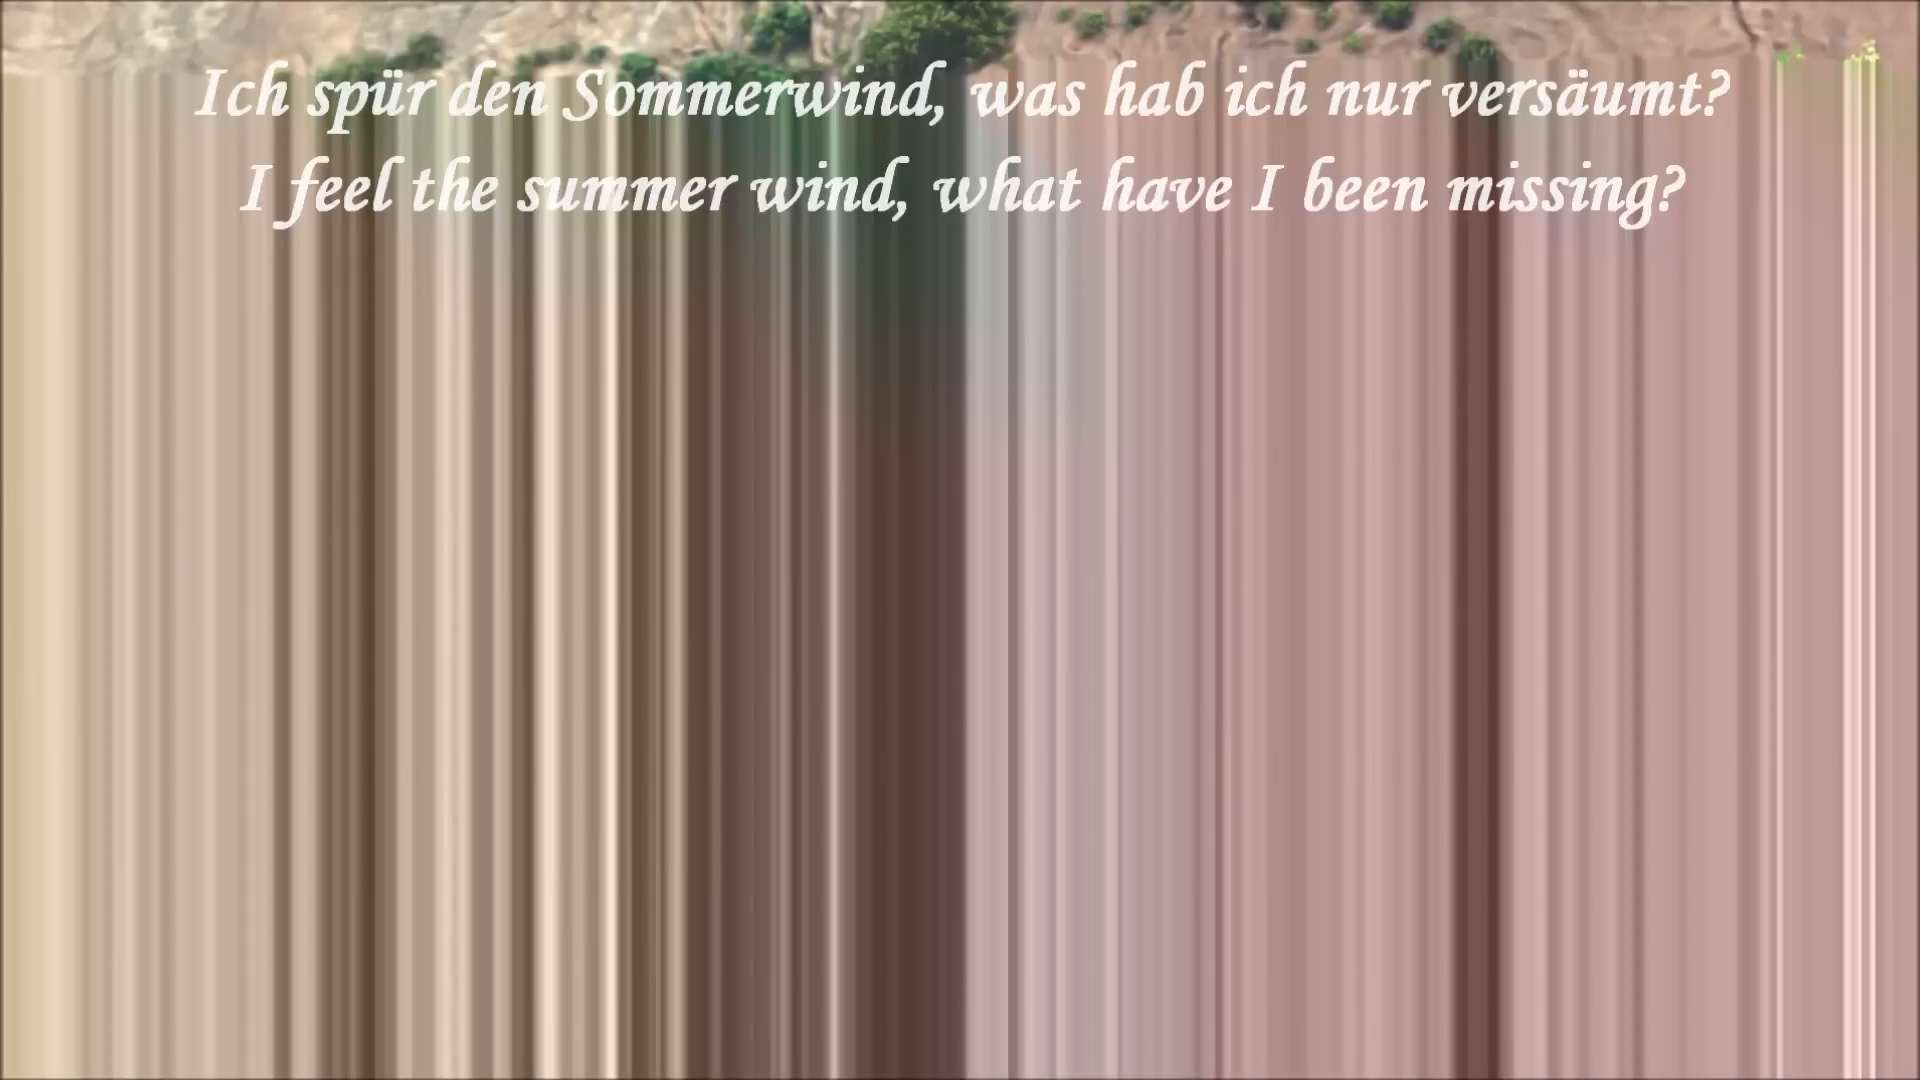 Ich spür den Sommerwind, was hab ich nur versäumt?
I feel the summer wind, what have I been missing?